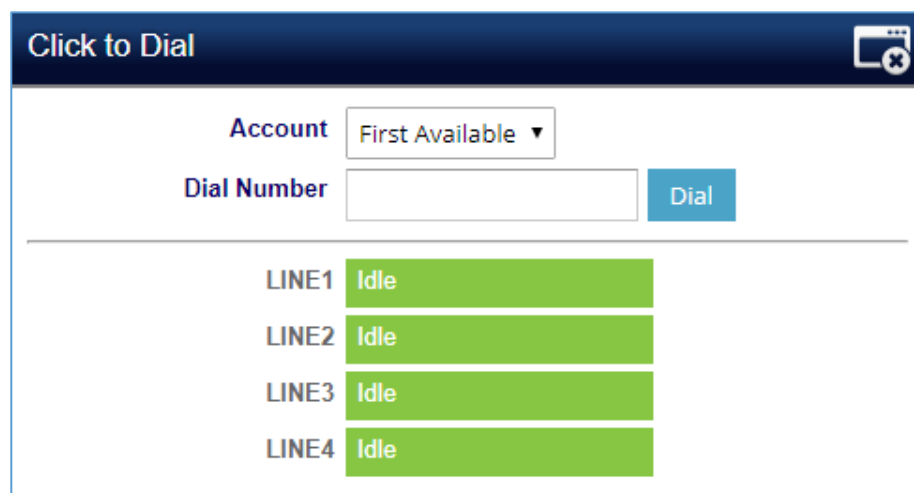 Click to Dial
Account First Available
Dial Number Dial
LINE1 Idle
LINE2 Idle
LINE3 Idle
LINE4 Idle